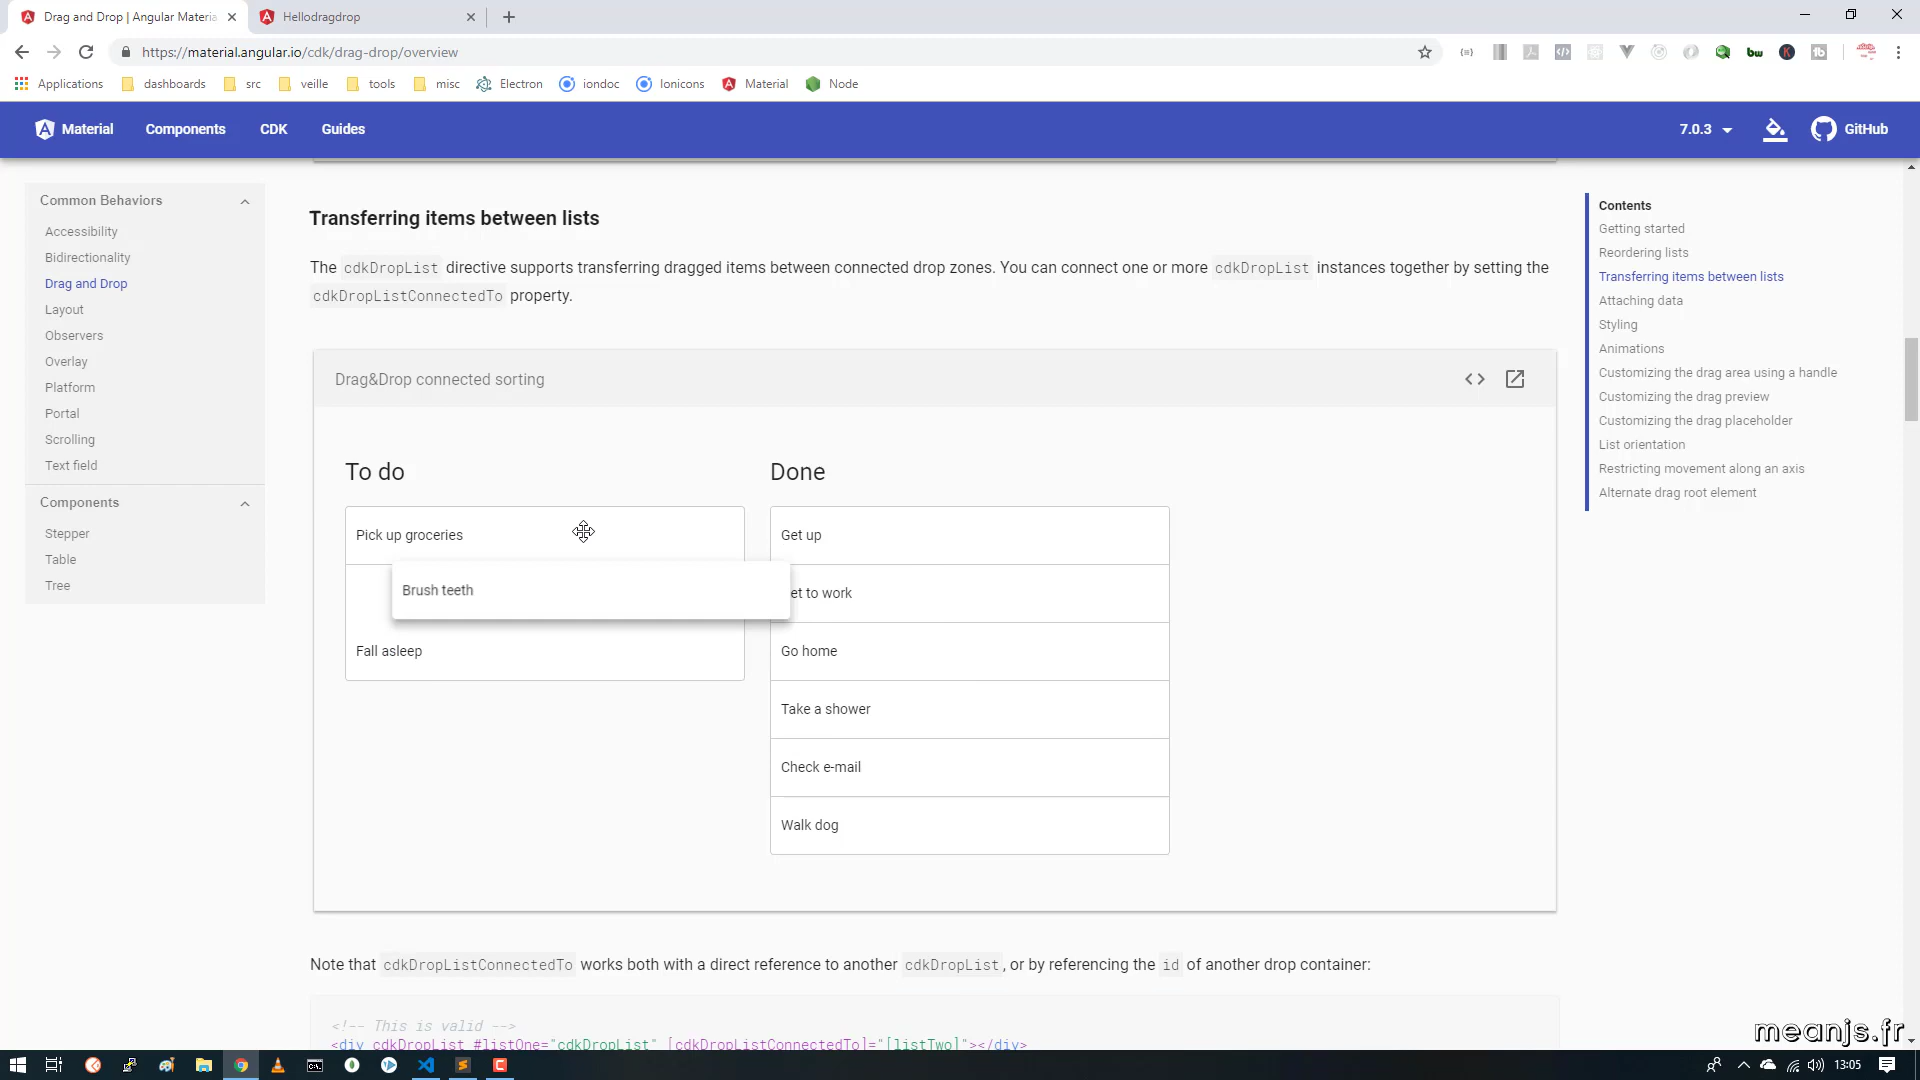 Drag and Drop | Angular Materia
Hellodragdrop
https://material.angular.io/cdk/drag-drop/overview
Applications
dashboards
src
veille
tools
misc
Electron
iondoc
Ionicons
Material
Node
Material
Components
CDK
Guides
7.0.3
GitHub
Common Behaviors
Accessibility
Bidirectionality
Drag and Drop
Layout
Observers
Overlay
Platform
Portal
Scrolling
Text field
Components
Stepper
Table
Tree
Transferring items between lists
The cdkDropList directive supports transferring dragged items between connected drop zones. You can connect one or more cdkDropList instances together by setting the
cdkDropListConnectedTo property.
Drag&Drop connected sorting
To do
Pick up groceries
Brush teeth
Fall asleep
Done
Get up
et to work
Go home
Take a shower
Check e-mail
Walk dog
Note that cdkDropListConnectedTo works both with a direct reference to another cdkDropList, or by referencing the id of another drop container:
<!-- This is valid -->
<div cdkDropList #listOne="cdkDropList" [cdkDropListConnectedTo]="[listTwo]"></div>
Contents
Getting started
Reordering lists
Transferring items between lists
Attaching data
Styling
Animations
Customizing the drag area using a handle
Customizing the drag preview
Customizing the drag placeholder
List orientation
Restricting movement along an axis
Alternate drag root element
meanjs.fr
13:05